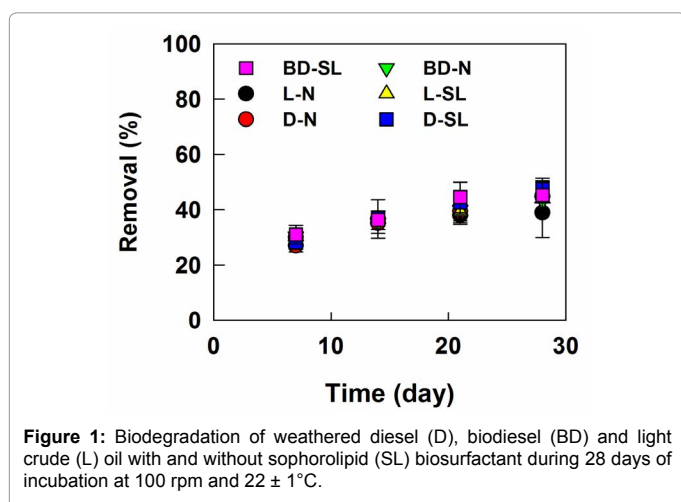 100
80
60
40
20
0
Removal (%)
BD-SL
BD-N
L-N
L-SL
D-N
D-SL
0
10
20
30
Time (day)
Figure 1: Biodegradation of weathered diesel (D), biodiesel (BD) and light
crude (L) oil with and without sophorolipid (SL) biosurfactant during 28 days of
incubation at 100 rpm and 22 ± 1°C.